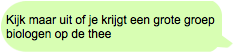 Kijk maar uit of je krijgt een grote groep
biologen op de thee